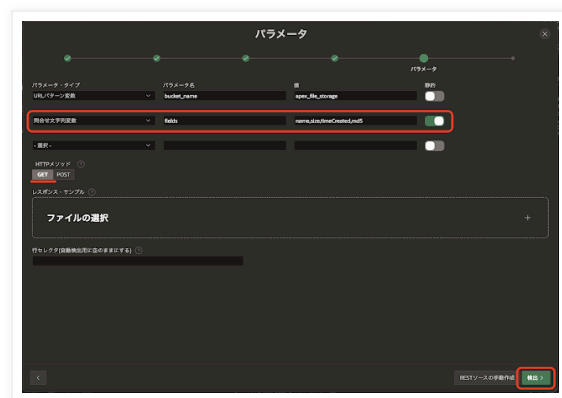 パラメータ
パラメータ
パラメータ・タイプ パラメータ名 値 静的
URLパターン変数 bucket_name apex_file_storage
問合せ文字列変数 fields name,size,timeCreated,md5
- 選択 -
HTTPメソッド
GET POST
レスポンス・サンプル
ファイルの選択
行セレクタ(自動検出用に空のままにする)
RESTソースの手動作成 検出